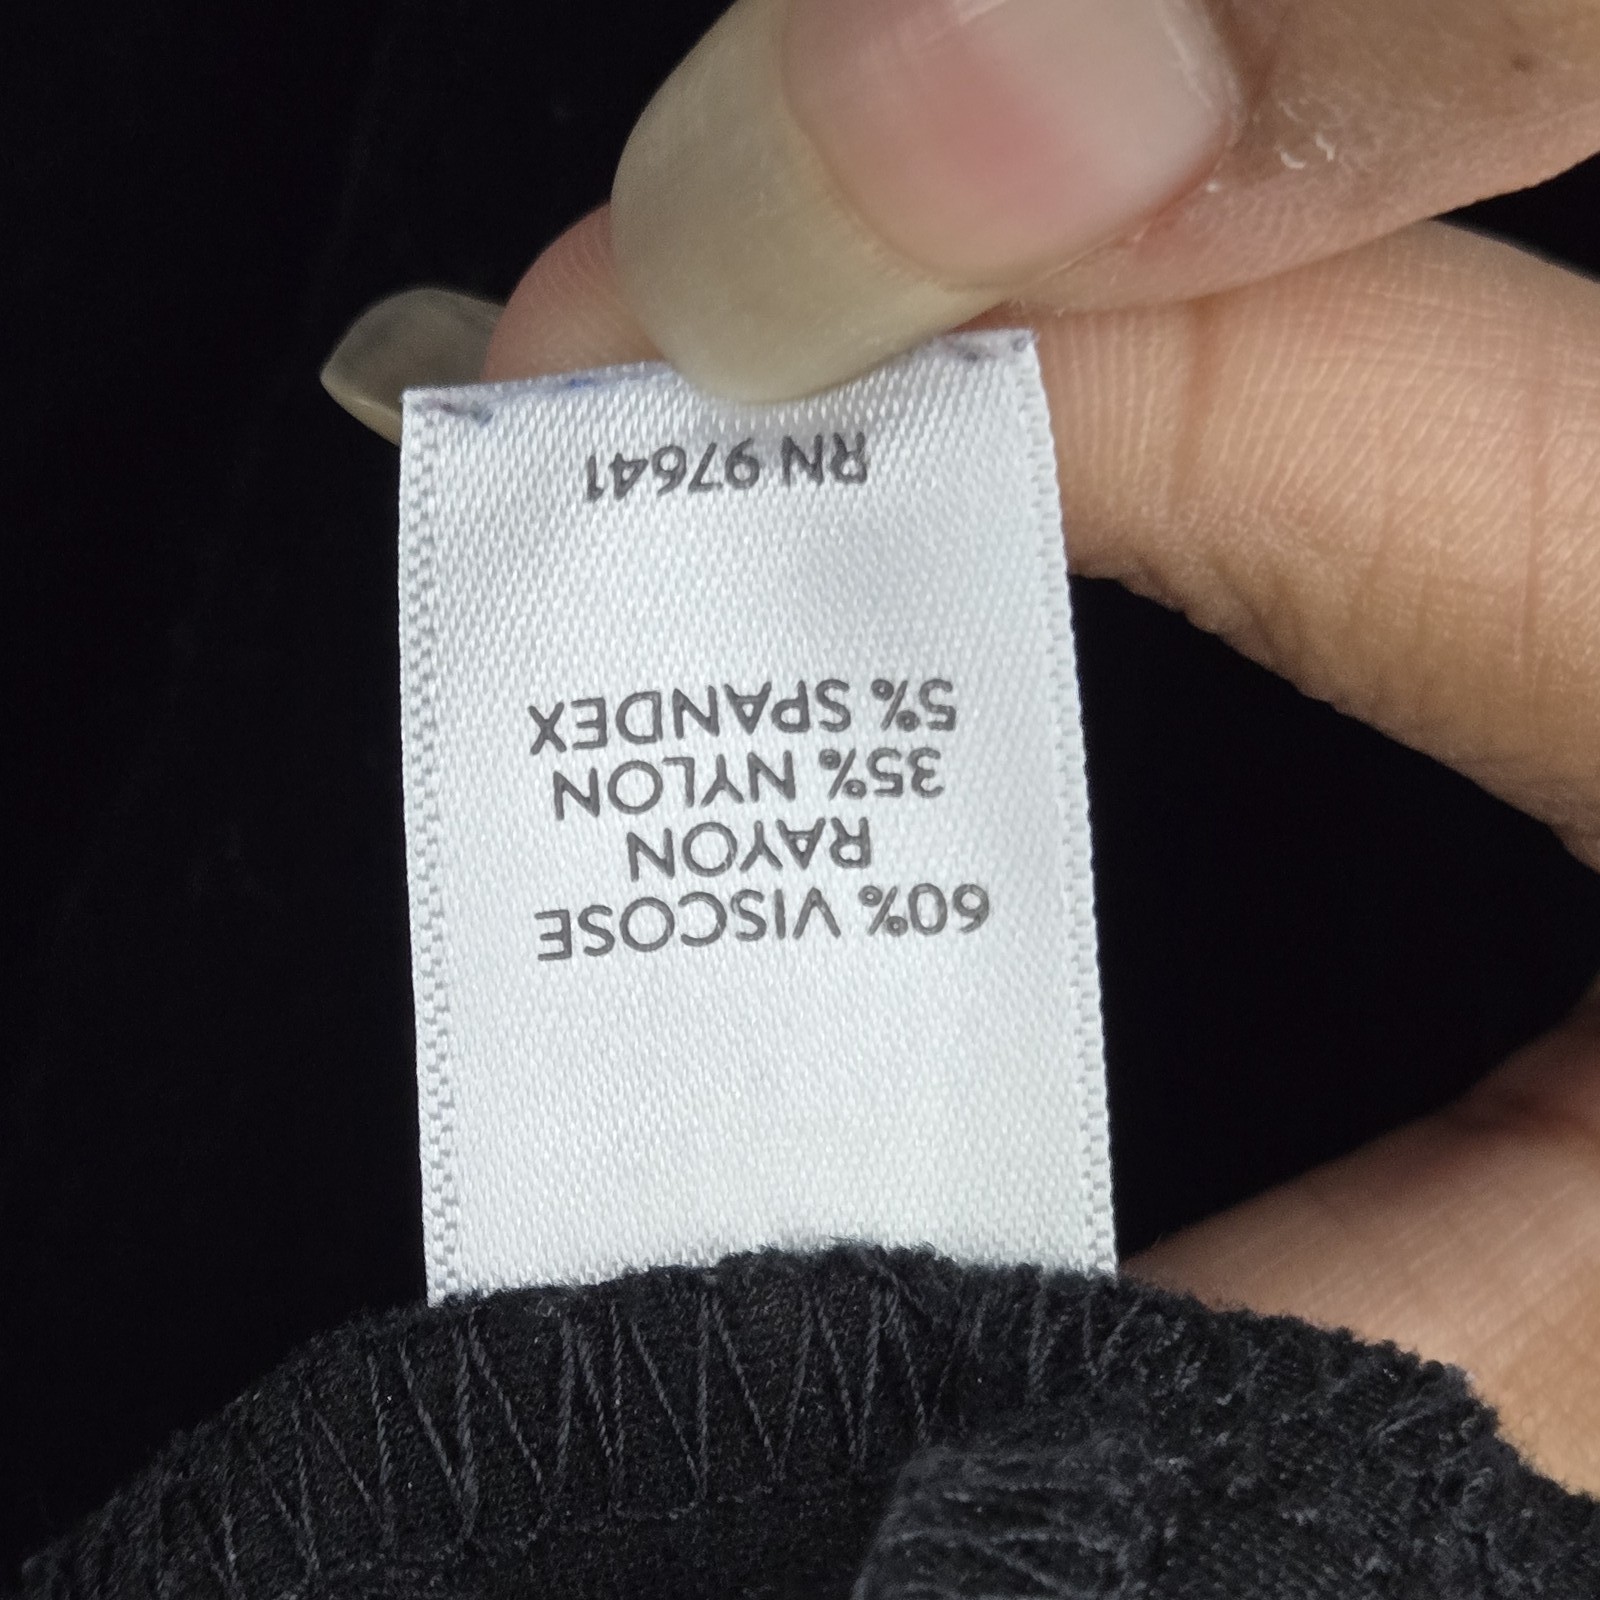 60% VISCOSE
RAYON
35% NYLON
5% SPANDEX
RN 97641